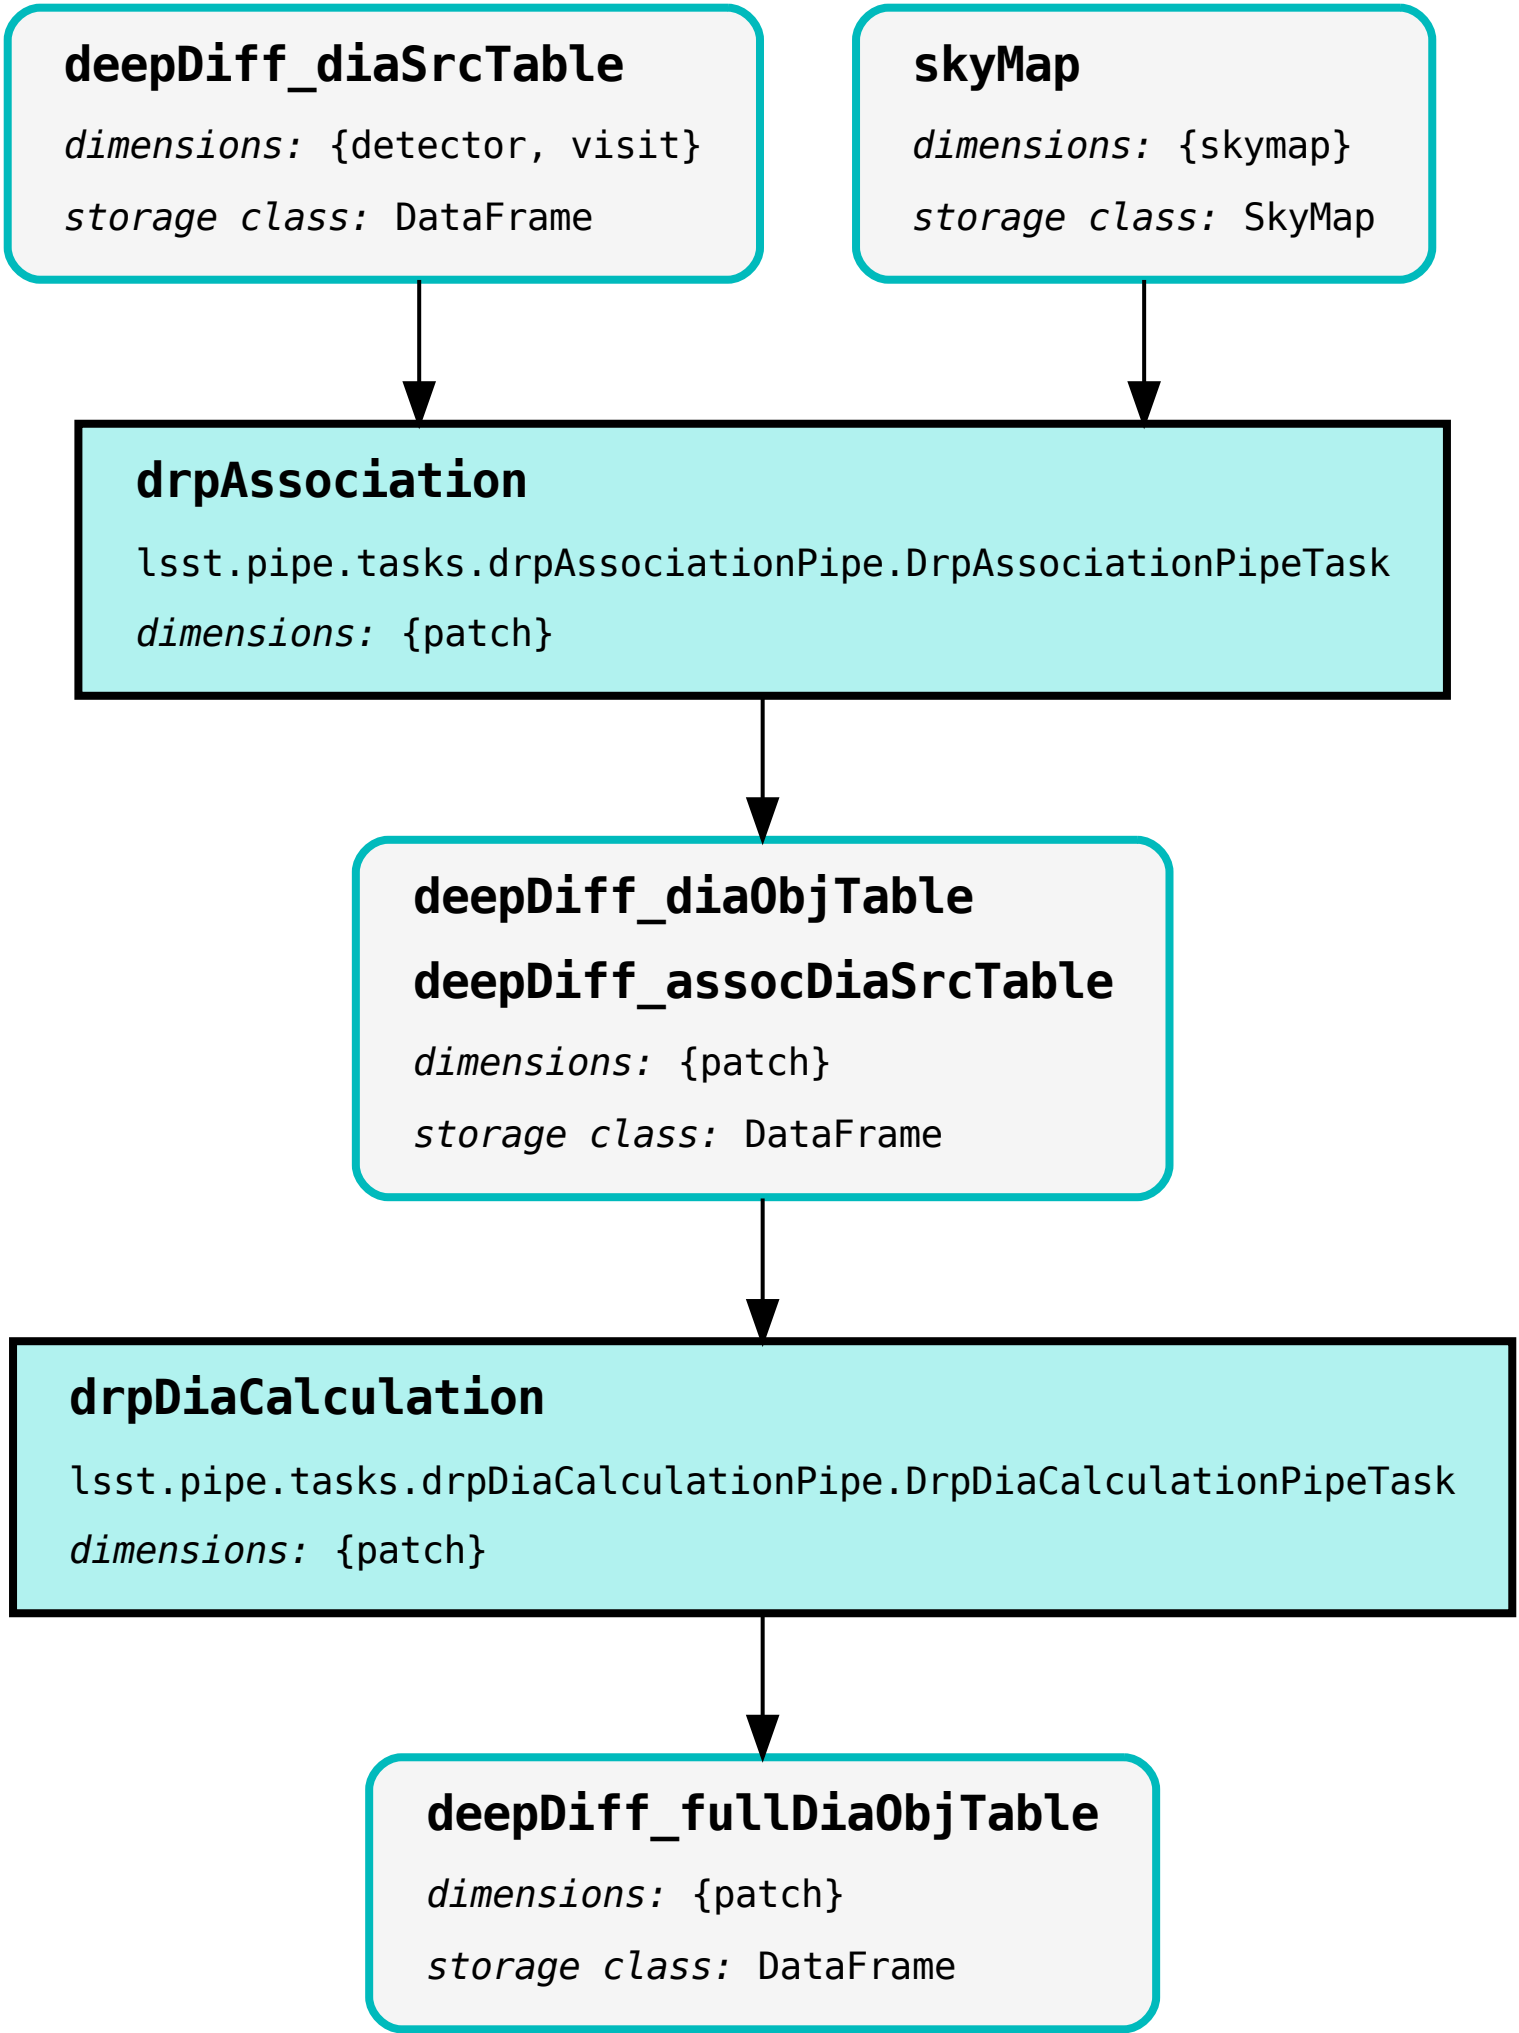 deepDiff_diaSrcTable
dimensions: {detector, visit}
storage class: DataFrame
skyMap
dimensions: {skymap}
storage class: SkyMap
drpAssociation
lsst.pipe.tasks.drpAssociationPipe.DrpAssociationPipeTask
dimensions: {patch}
deepDiff_diaObjTable
deepDiff_assocDiaSrcTable
dimensions: {patch}
storage class: DataFrame
drpDiaCalculation
lsst.pipe.tasks.drpDiaCalculationPipe.DrpDiaCalculationPipeTask
dimensions: {patch}
deepDiff_fullDiaObjTable
dimensions: {patch}
storage class: DataFrame